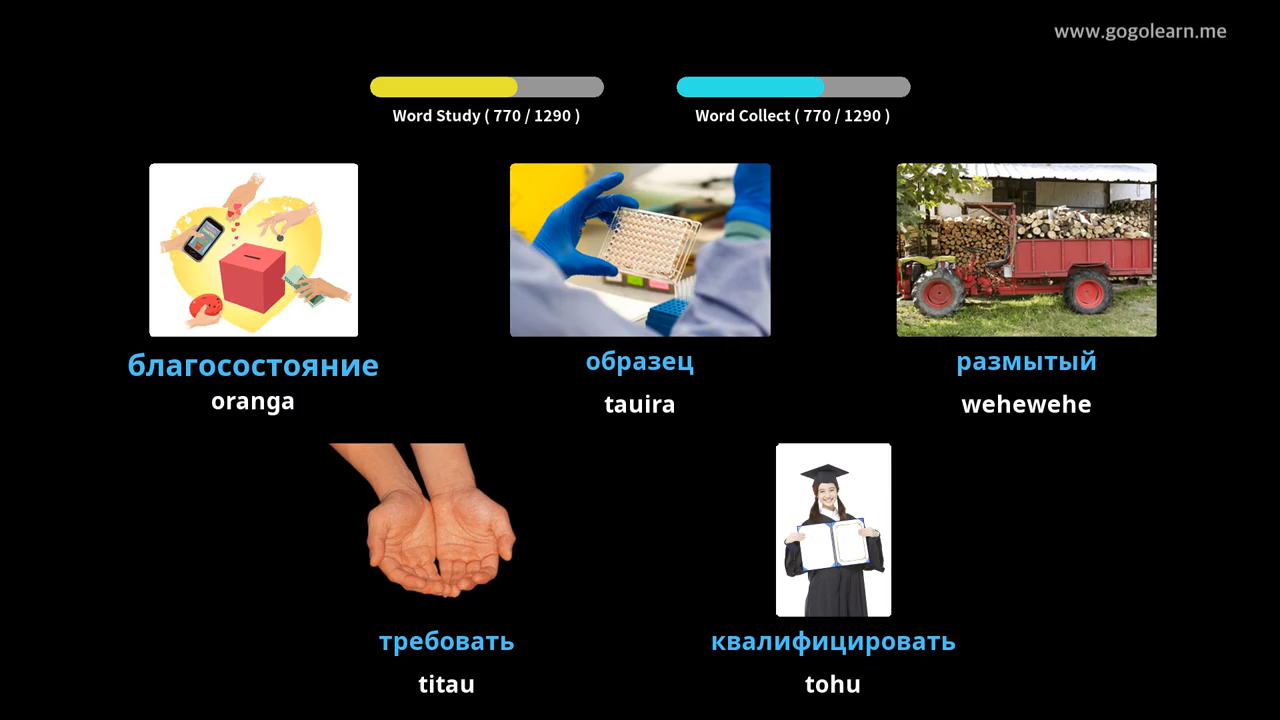 www.gogolearn.me
Word Study ( 770 / 1290 )
Word Collect ( 770 / 1290 )
благосостояние
oranga
образец
tauira
размытый
wehewehe
требовать
titau
квалифицировать
tohu